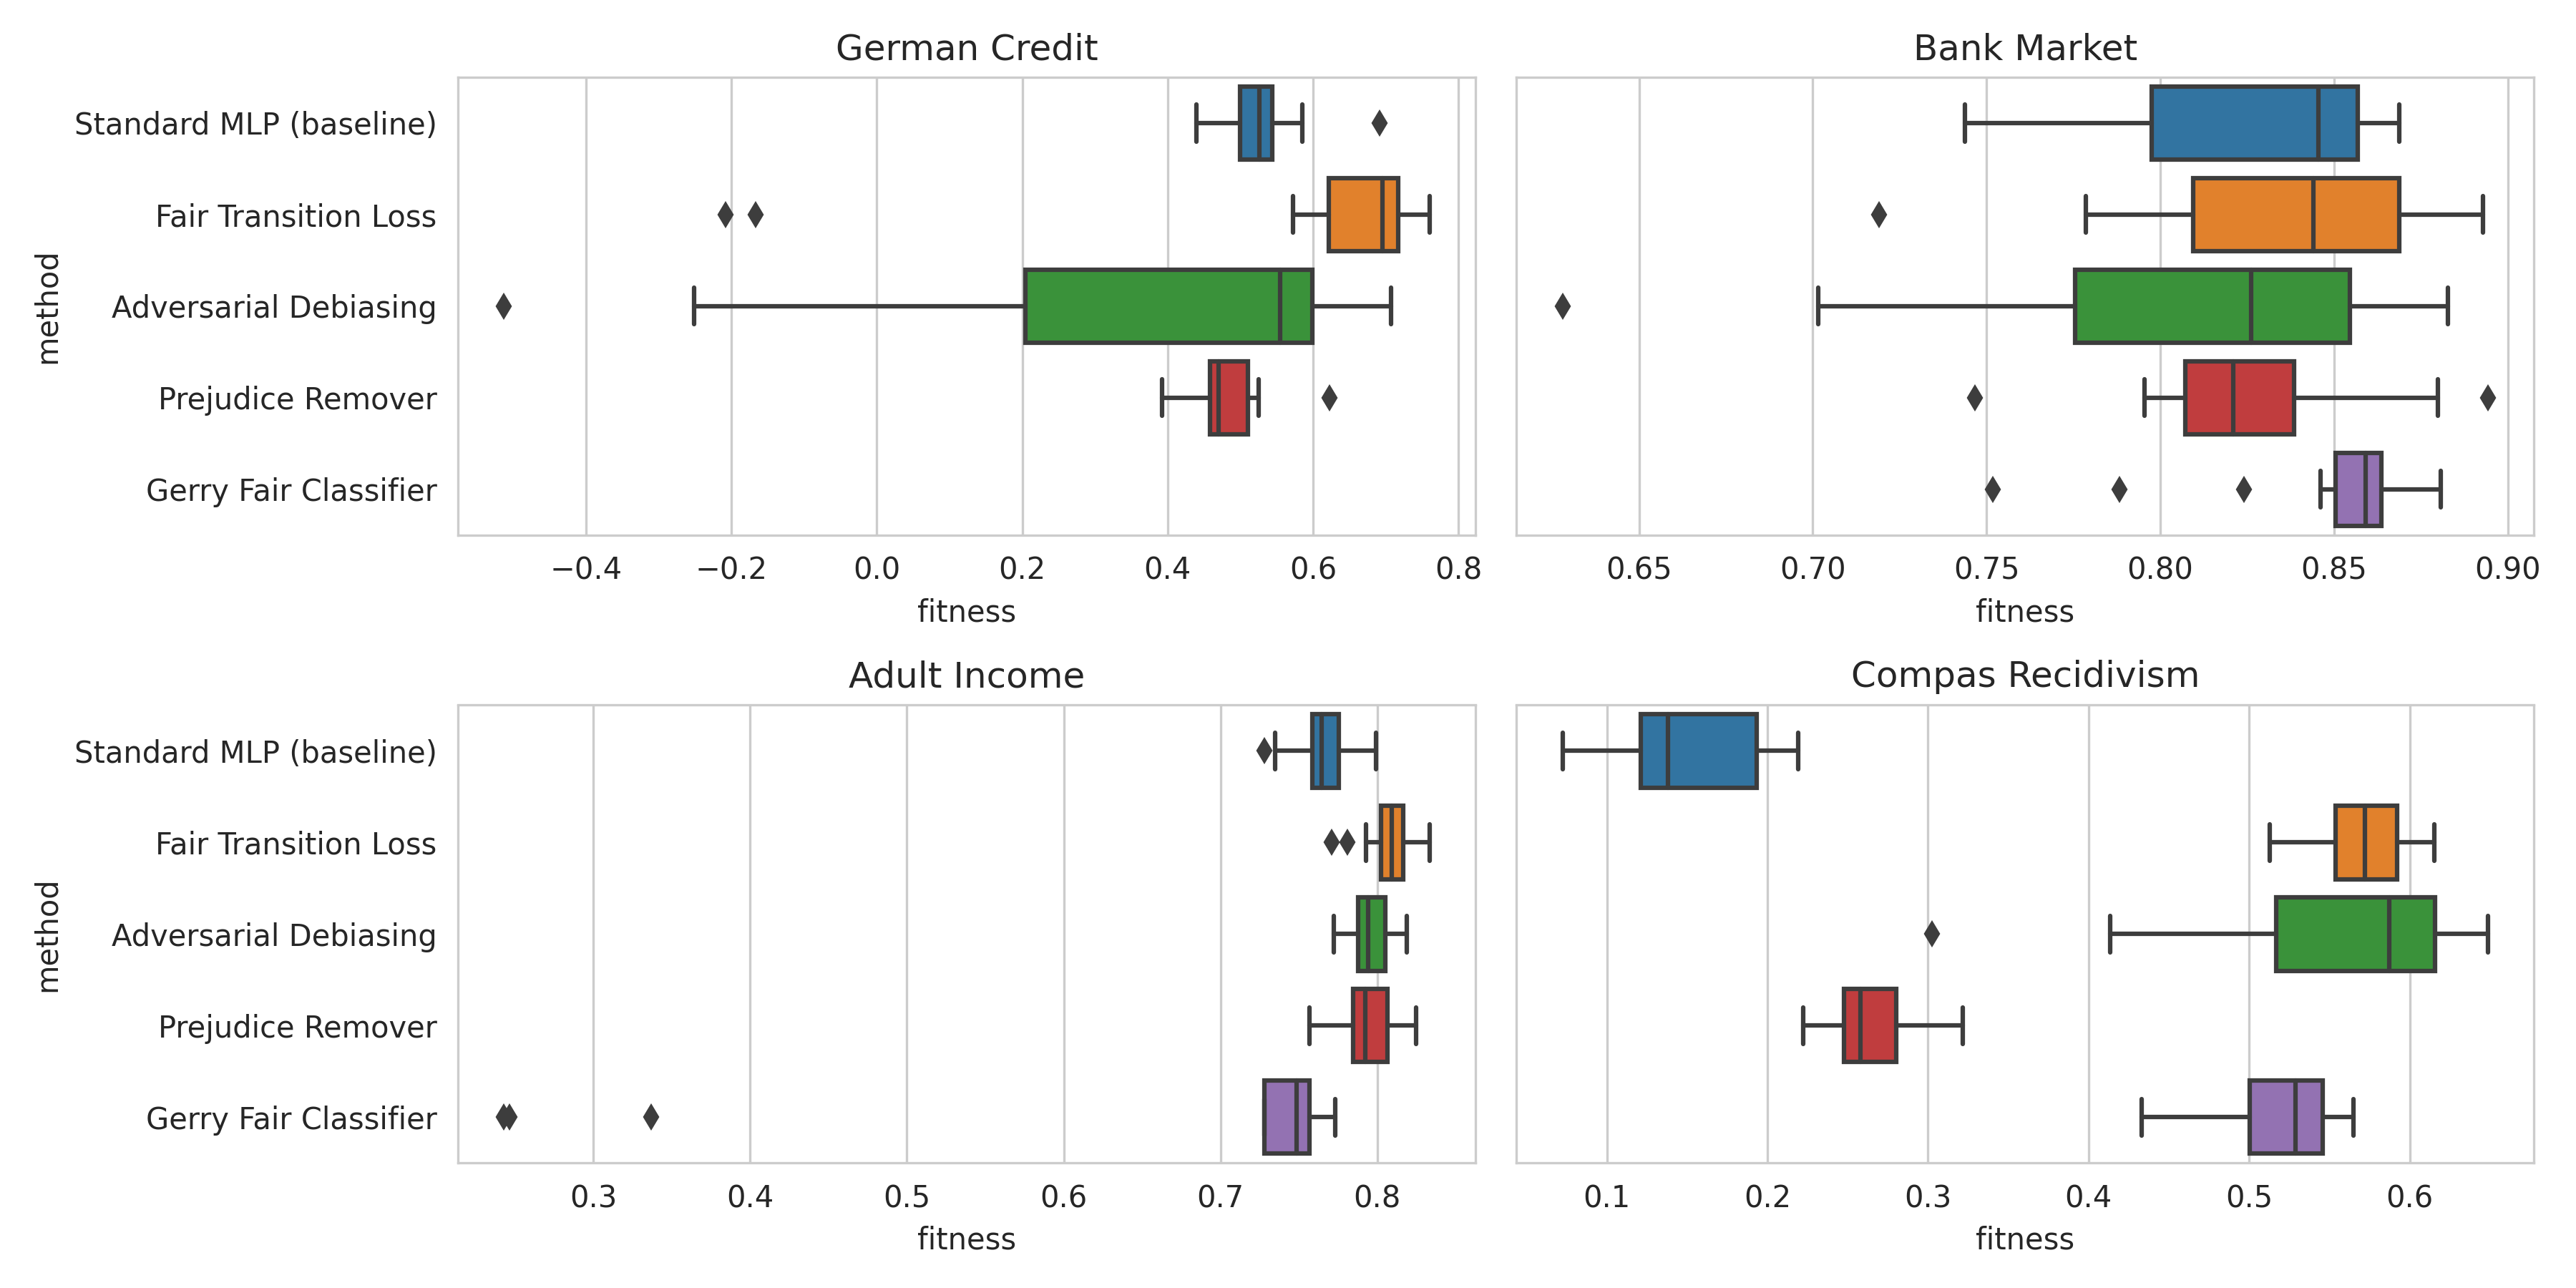 German Credit
method
Standard MLP (baseline)
Fair Transition Loss
Adversarial Debiasing
Prejudice Remover
Gerry Fair Classifier
−0.4 −0.2 0.0 0.2 0.4 0.6 0.8
fitness
Bank Market
0.65 0.70 0.75 0.80 0.85 0.90
fitness
Adult Income
method
Standard MLP (baseline)
Fair Transition Loss
Adversarial Debiasing
Prejudice Remover
Gerry Fair Classifier
0.3 0.4 0.5 0.6 0.7 0.8
fitness
Compas Recidivism
0.1 0.2 0.3 0.4 0.5 0.6
fitness